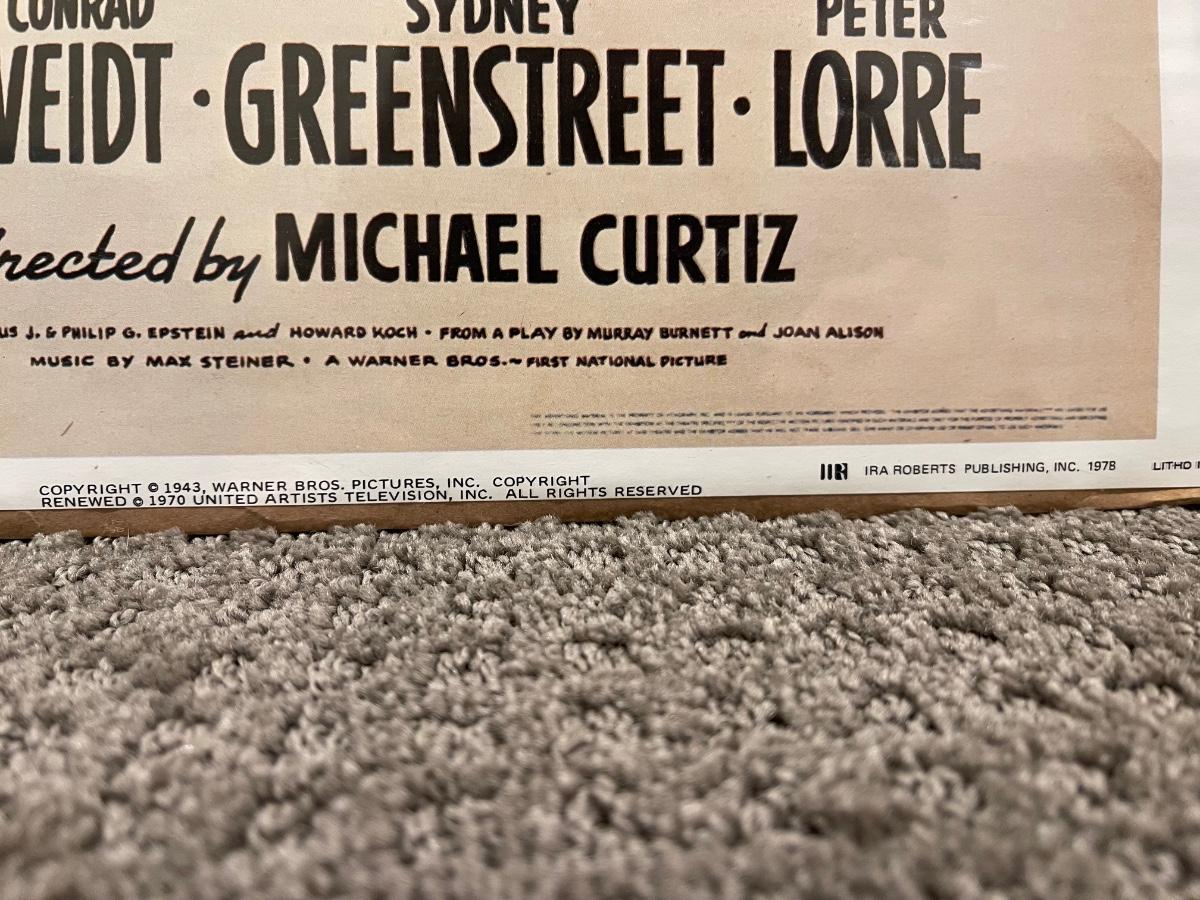 CONRAD SYDNEY PETER
VEIDT · GREENSTREET · LORRE
rected by MICHAEL CURTIZ
US J. & PHILIP G. EPSTEIN and HOWARD KOCH · FROM A PLAY BY MURRAY BURNETT and JOAN ALISON
MUSIC BY MAX STEINER · A WARNER BROS.~FIRST NATIONAL PICTURE
COPYRIGHT © 1943, WARNER BROS. PICTURES, INC. COPYRIGHT
RENEWED © 1970 UNITED ARTISTS TELEVISION, INC. ALL RIGHTS RESERVED
IRA ROBERTS PUBLISHING, INC. 1978 LITHO